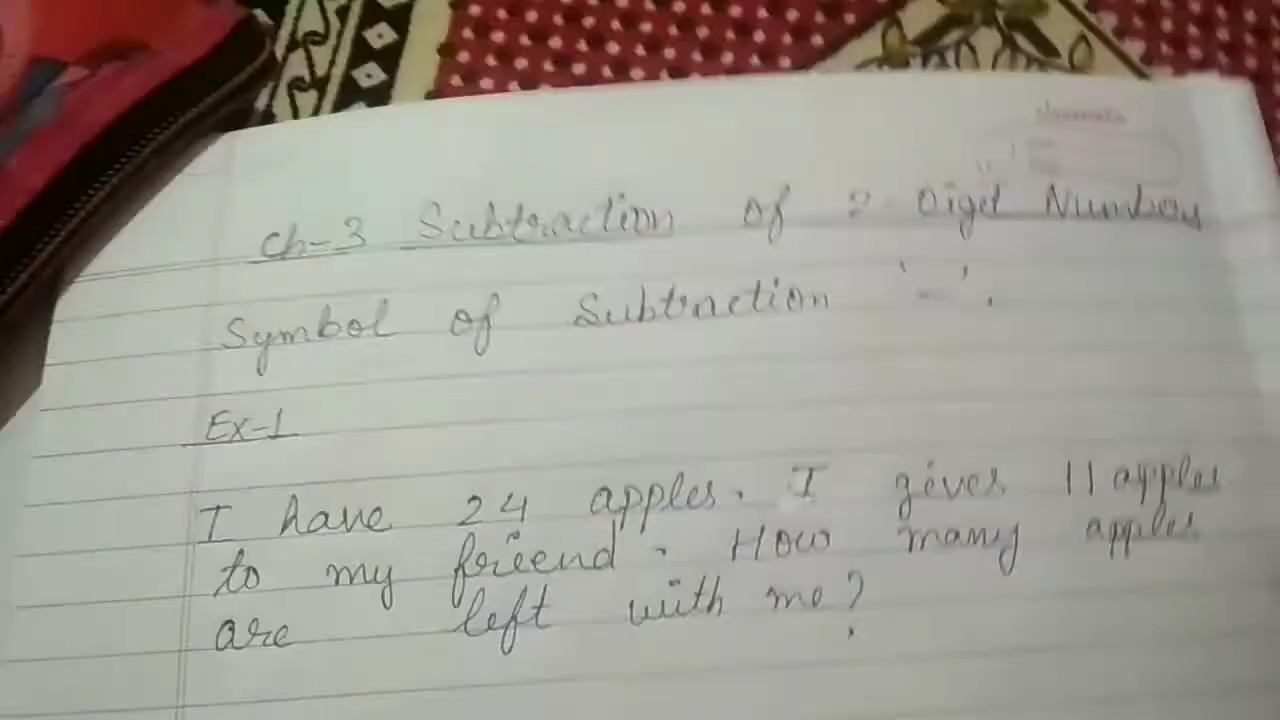 Ch-3 Subtraction of 2 Digit Numbers
Symbol of Subtraction '-'.
Ex-1
I have 24 apples. I gives 11 apples
to my frieend. How many apples
are left with me?